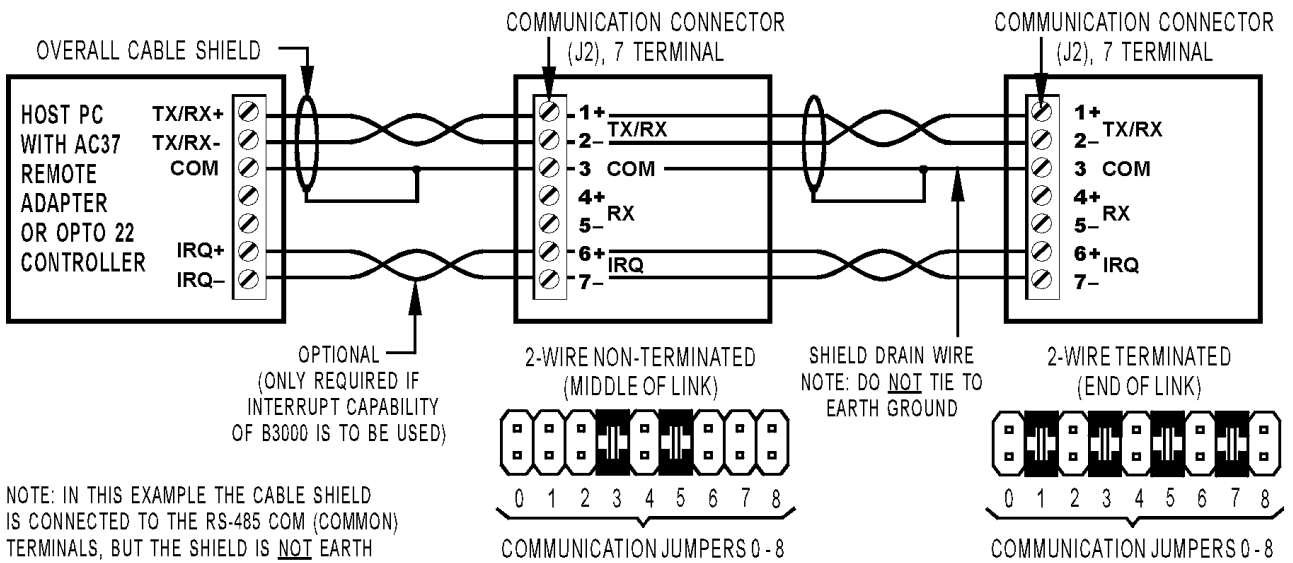 COMMUNICATION CONNECTOR
(J2), 7 TERMINAL
COMMUNICATION CONNECTOR
(J2), 7 TERMINAL
OVERALL CABLE SHIELD
HOST PC
WITH AC37
REMOTE
ADAPTER
OR OPTO 22
CONTROLLER
TX/RX+
TX/RX-
COM
IRQ+
IRQ–
1+
2–
TX/RX
3 COM
4+
5–
RX
6+
7–
IRQ
1+
2–
TX/RX
3 COM
4+
5–
RX
6+
7–
IRQ
OPTIONAL
(ONLY REQUIRED IF
INTERRUPT CAPABILITY
OF B3000 IS TO BE USED)
2-WIRE NON-TERMINATED
(MIDDLE OF LINK)
SHIELD DRAIN WIRE
NOTE: DO NOT TIE TO
EARTH GROUND
2-WIRE TERMINATED
(END OF LINK)
0 1 2 3 4 5 6 7 8
COMMUNICATION JUMPERS 0 - 8
0 1 2 3 4 5 6 7 8
COMMUNICATION JUMPERS 0 - 8
NOTE: IN THIS EXAMPLE THE CABLE SHIELD
IS CONNECTED TO THE RS-485 COM (COMMON)
TERMINALS, BUT THE SHIELD IS NOT EARTH